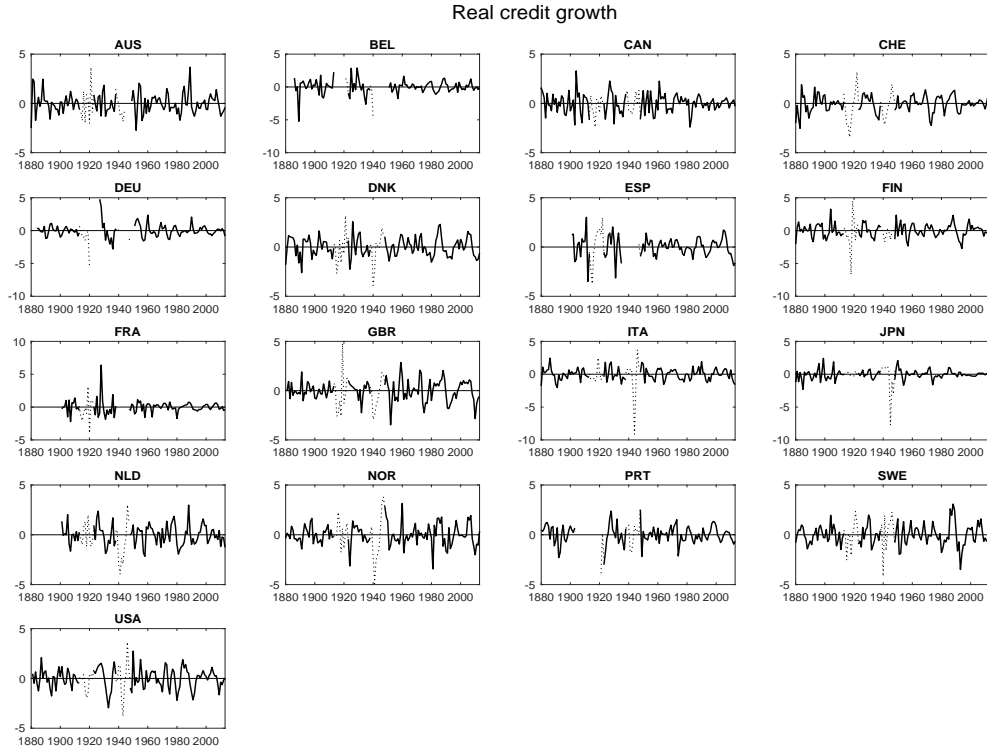 Real credit growth
AUS BEL CAN CHE
5 5 5 5
0 0 0 0
-5
-5 -10 -5 -5
1880 1900 1920 1940 1960 1980 2000 1880 1900 1920 1940 1960 1980 2000 1880 1900 1920 1940 1960 1980 2000 1880 1900 1920 1940 1960 1980 2000
DEU DNK ESP FIN
5 5 5 5
0 0 0 0
-5 -5
-10 -5 -5 -10
1880 1900 1920 1940 1960 1980 2000 1880 1900 1920 1940 1960 1980 2000 1880 1900 1920 1940 1960 1980 2000 1880 1900 1920 1940 1960 1980 2000
FRA GBR ITA JPN
10 5 5 5
5 0 0
0 0 -5 -5
-5 -5 -10 -10
1880 1900 1920 1940 1960 1980 2000 1880 1900 1920 1940 1960 1980 2000 1880 1900 1920 1940 1960 1980 2000 1880 1900 1920 1940 1960 1980 2000
NLD NOR PRT SWE
5 5 5 5
0 0 0 0
-5 -5 -5 -5
1880 1900 1920 1940 1960 1980 2000 1880 1900 1920 1940 1960 1980 2000 1880 1900 1920 1940 1960 1980 2000 1880 1900 1920 1940 1960 1980 2000
USA
5
0
-5
1880 1900 1920 1940 1960 1980 2000